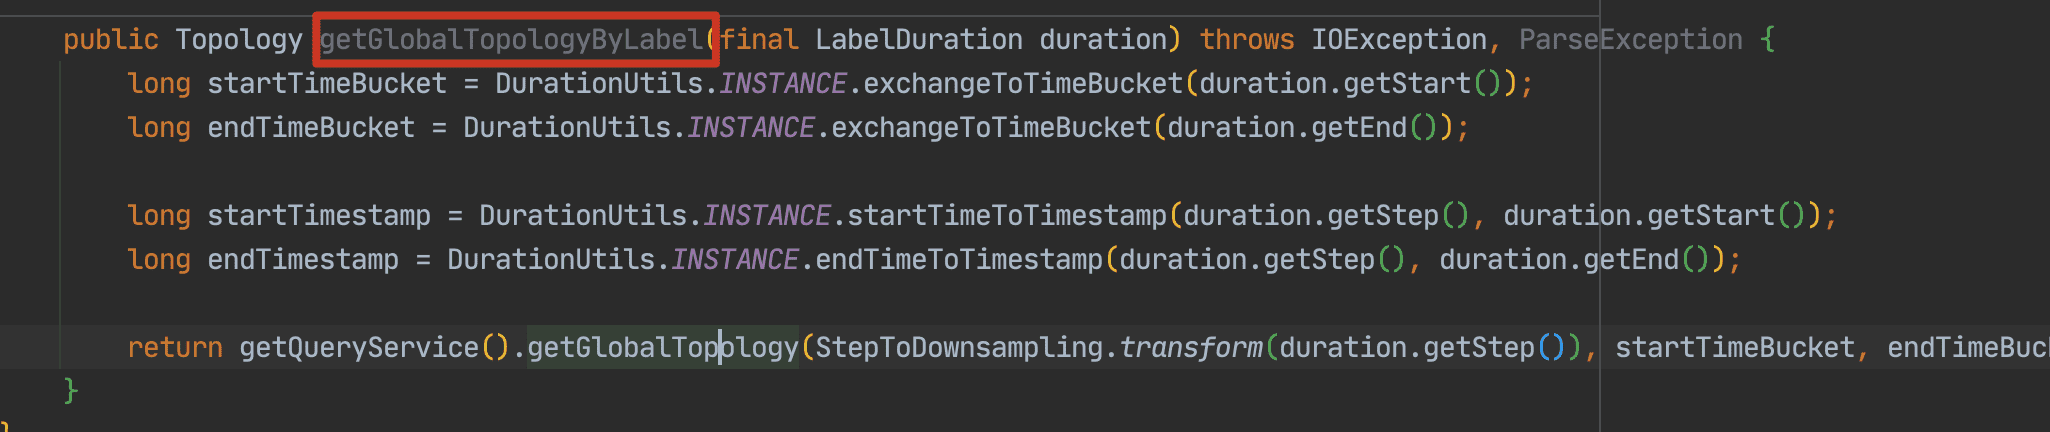 public Topology getGlobalTopologyByLabel(final LabelDuration duration) throws IOException, ParseException {
long startTimeBucket = DurationUtils.INSTANCE.exchangeToTimeBucket(duration.getStart());
long endTimeBucket = DurationUtils.INSTANCE.exchangeToTimeBucket(duration.getEnd());
long startTimestamp = DurationUtils.INSTANCE.startTimeToTimestamp(duration.getStep(), duration.getStart());
long endTimestamp = DurationUtils.INSTANCE.endTimeToTimestamp(duration.getStep(), duration.getEnd());
return getQueryService().getGlobalTopology(StepToDownsampling.transform(duration.getStep()), startTimeBucket, endTimeBuc
}
}